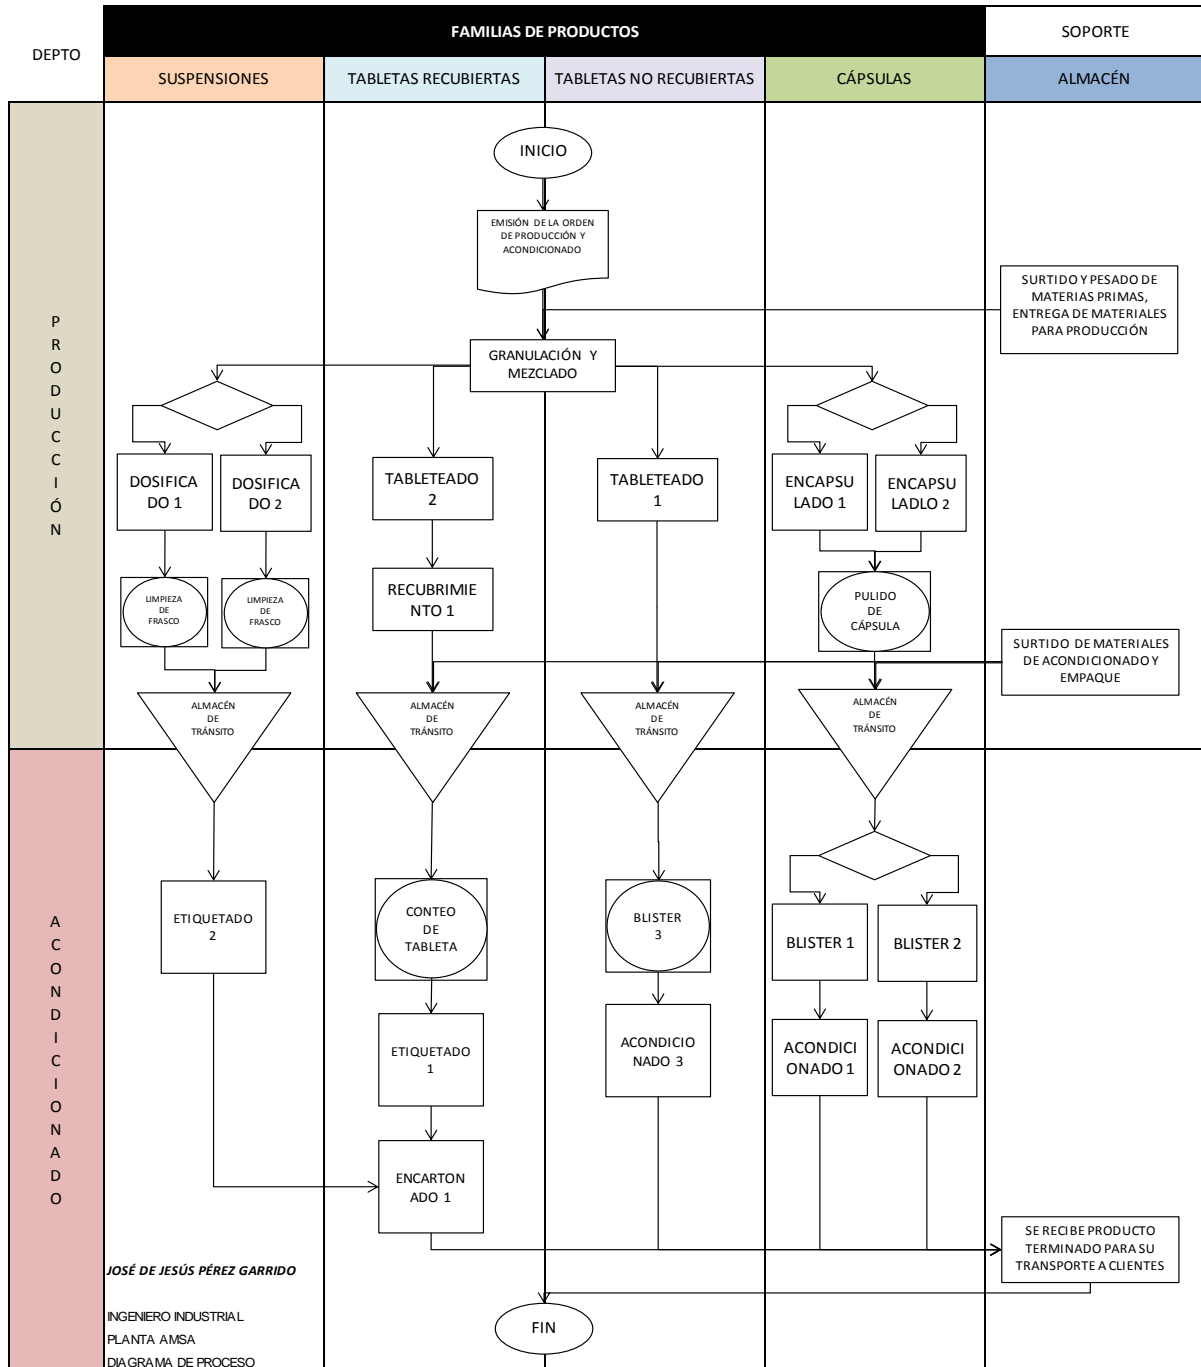 DEPTO
FAMILIAS DE PRODUCTOS
SOPORTE
SUSPENSIONES
TABLETAS RECUBIERTAS
TABLETAS NO RECUBIERTAS
CÁPSULAS
ALMACÉN
PRODUCCIÓN
INICIO
EMISIÓN DE LA ORDEN
DE PRODUCCIÓN Y
ACONDICIONADO
SURTIDO Y PESADO DE
MATERIAS PRIMAS,
ENTREGA DE MATERIALES
PARA PRODUCCIÓN
GRANULACIÓN Y
MEZCLADO
DOSIFICA
DO 1
DOSIFICA
DO 2
TABLETEADO
2
TABLETEADO
1
ENCAPSU
LADO 1
ENCAPSU
LADLO 2
LIMPIEZA
DE
FRASCO
LIMPIEZA
DE
FRASCO
RECUBRIMIE
NTO 1
PULIDO
DE
CÁPSULA
SURTIDO DE MATERIALES
DE ACONDICIONADO Y
EMPAQUE
ALMACÉN
DE
TRÁNSITO
ALMACÉN
DE
TRÁNSITO
ALMACÉN
DE
TRÁNSITO
ALMACÉN
DE
TRÁNSITO
ACONDICIONADO
ETIQUETADO
2
CONTEO
DE
TABLETA
BLISTER
3
BLISTER 1
BLISTER 2
ETIQUETADO
1
ACONDICIO
NADO 3
ACONDICI
ONADO 1
ACONDICI
ONADO 2
ENCARTON
ADO 1
SE RECIBE PRODUCTO
TERMINADO PARA SU
TRANSPORTE A CLIENTES
FIN
JOSÉ DE JESÚS PÉREZ GARRIDO
INGENIERO INDUSTRIAL
PLANTA AMSA
DIAGRAMA DE PROCESO